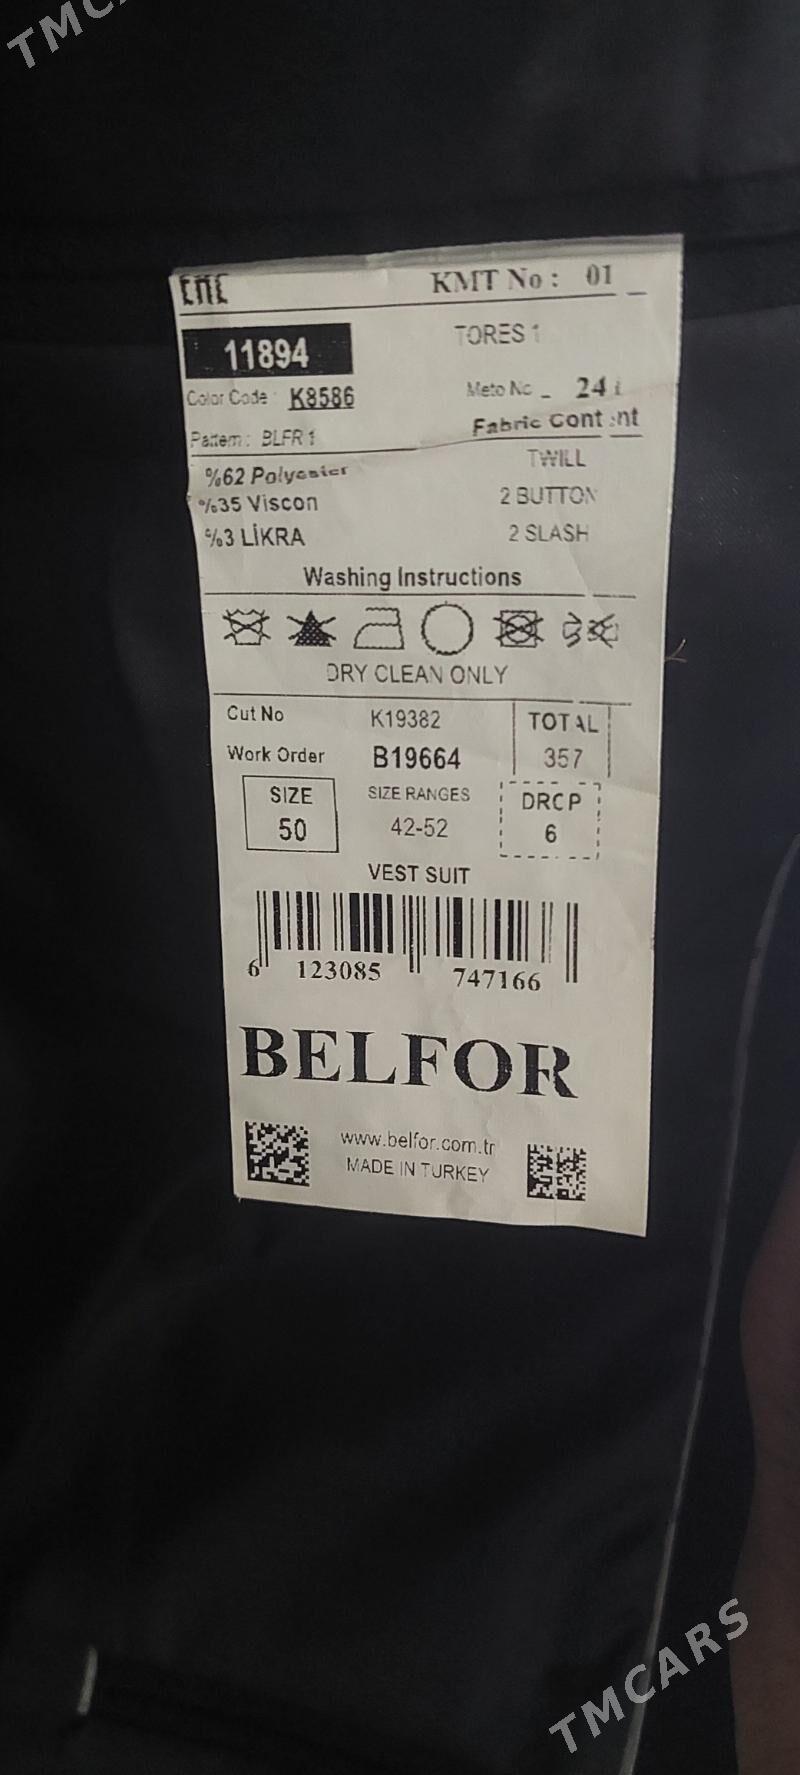 TMCARS
EAC KMT No : 01
11894 TORES 1
Color Code : K8586 Meto No
Pattern : BLFR 1 Fabric Content
%62 Polyester TWILL
%35 Viscon 2 BUTTON
%3 LİKRA 2 SLASH
Washing Instructions
DRY CLEAN ONLY
Cut No K19382 TOTAL
Work Order B19664 357
SIZE SIZE RANGES DRCP
50 42-52 6
VEST SUIT
6 123085 747166
BELFOR
www.belfor.com.tr
MADE IN TURKEY
TMCARS